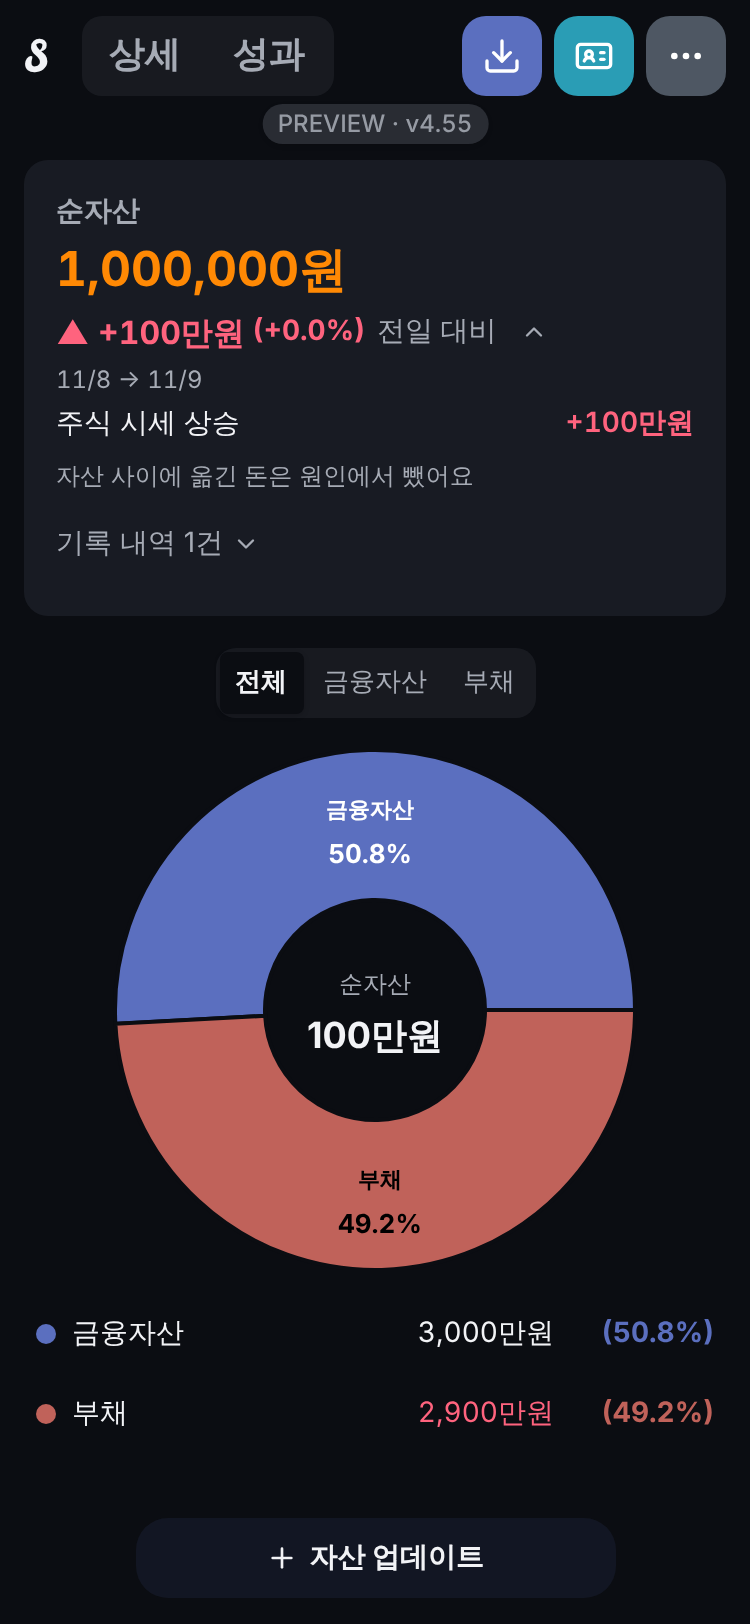 S
상세 성과
PREVIEW · v4.55
순자산
1,000,000원
▲ +100만원 (+0.0%) 전일 대비
11/8 → 11/9
주식 시세 상승 +100만원
자산 사이에 옮긴 돈은 원인에서 뺐어요
기록 내역 1건
전체 금융자산 부채
금융자산
50.8%
순자산
100만원
부채
49.2%
금융자산 3,000만원 (50.8%)
부채 2,900만원 (49.2%)
+ 자산 업데이트